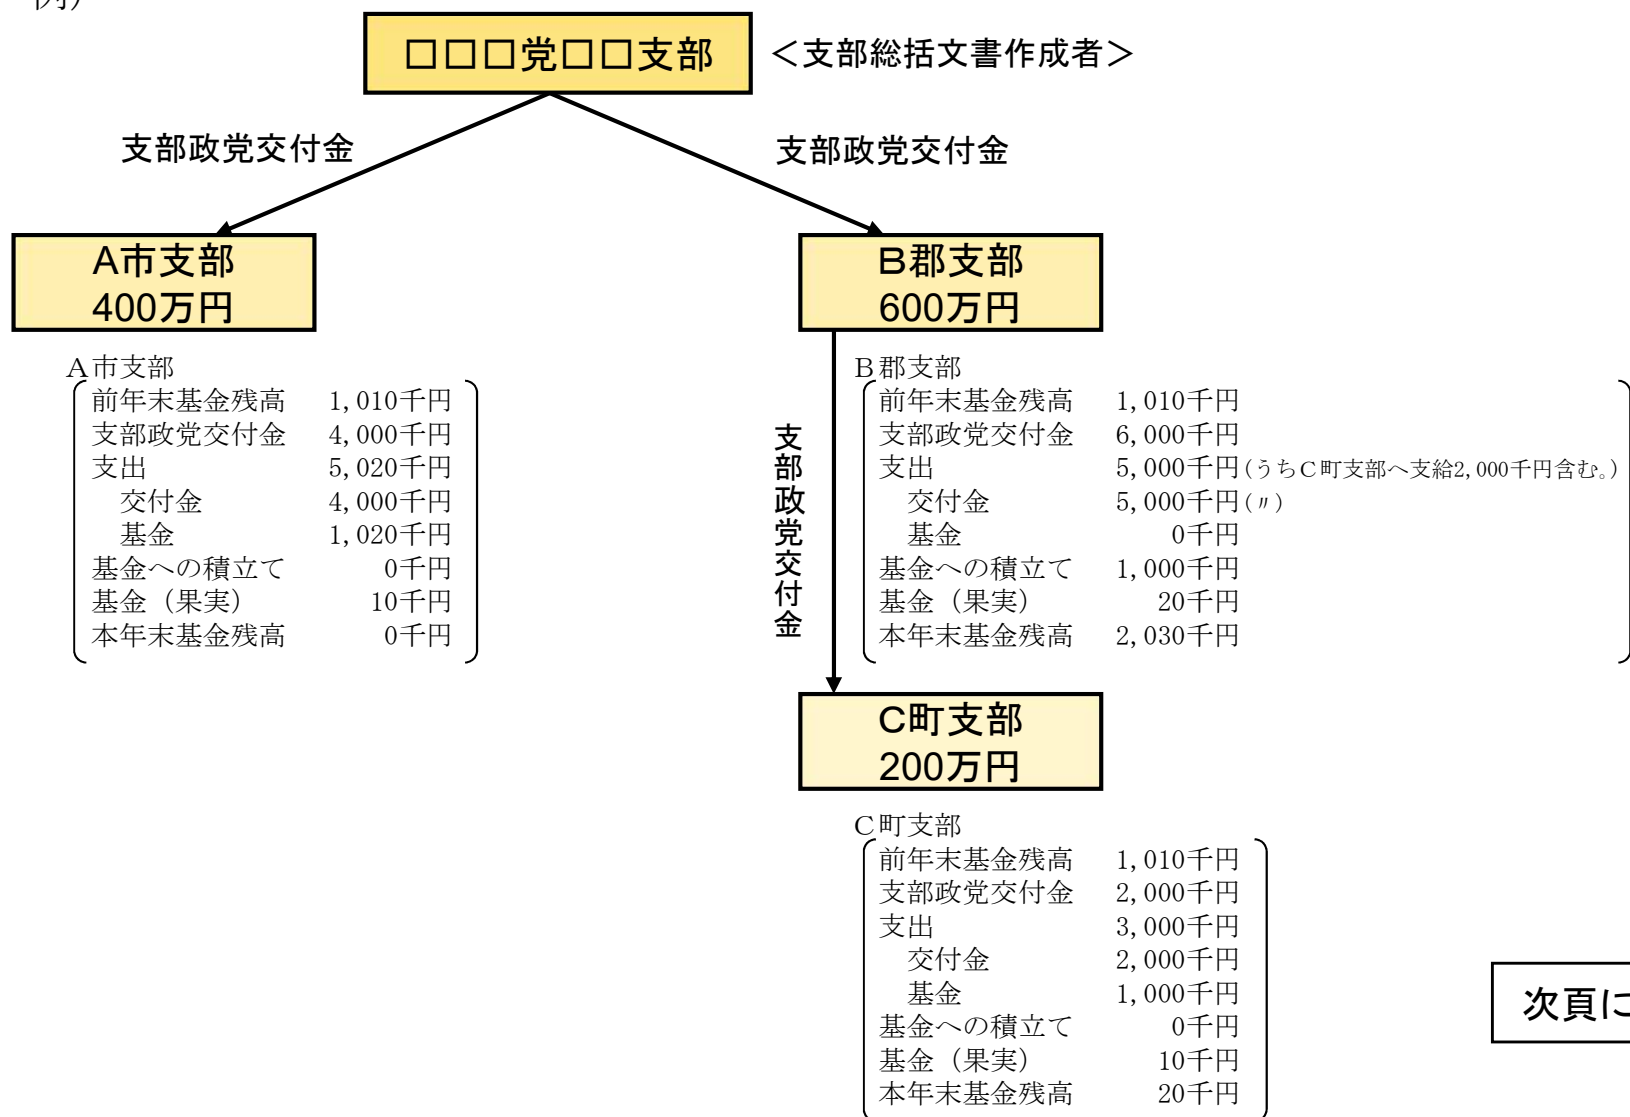 例）
□□□党□□支部
＜支部総括文書作成者＞
支部政党交付金
支部政党交付金
A市支部
400万円
B郡支部
600万円
A市支部
前年末基金残高 1,010千円
支部政党交付金 4,000千円
支出 5,020千円
交付金 4,000千円
基金 1,020千円
基金への積立て 0千円
基金（果実） 10千円
本年末基金残高 0千円
支部政党交付金
B郡支部
前年末基金残高 1,010千円
支部政党交付金 6,000千円
支出 5,000千円(うちC町支部へ支給2,000千円含む。)
交付金 5,000千円(〃)
基金 0千円
基金への積立て 1,000千円
基金（果実） 20千円
本年末基金残高 2,030千円
C町支部
200万円
C町支部
前年末基金残高 1,010千円
支部政党交付金 2,000千円
支出 3,000千円
交付金 2,000千円
基金 1,000千円
基金への積立て 0千円
基金（果実） 10千円
本年末基金残高 20千円
次頁に